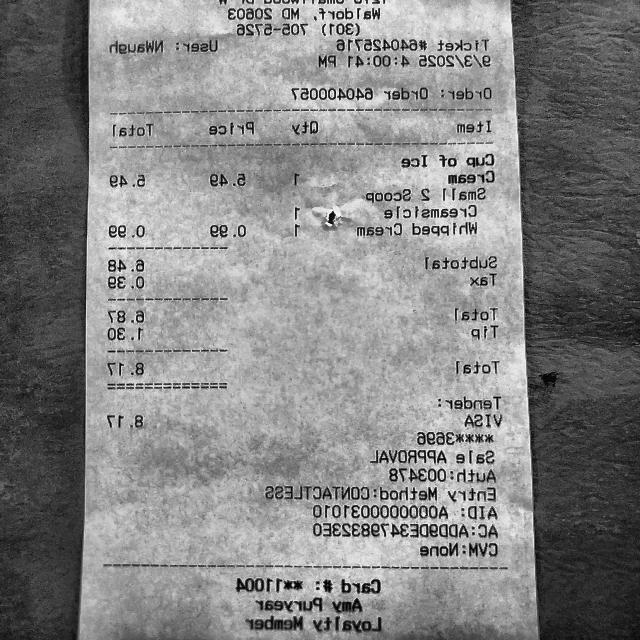 Waldorf, MD 20603
(301) 705-5726
Ticket #640425716 User: NWaugh
9/3/2025 4:00:41 PM
Order: Order 640400057
Item Qty Price Total
Cup of Ice
Cream 1 5.49 5.49
Small 2 Scoop
Creamsicle 1
Whipped Cream 1 0.99 0.99
Subtotal 6.48
Tax 0.39
Total 6.87
Tip 1.30
Total 8.17
Tender:
VISA 8.17
****3696
Sale APPROVAL
Auth:003478
Entry Method:CONTACTLESS
AID: A0000000031010
AC:ADD9DE34798323E0
CVM:None
Card #: **11004
Amy Puryear
Loyalty Member